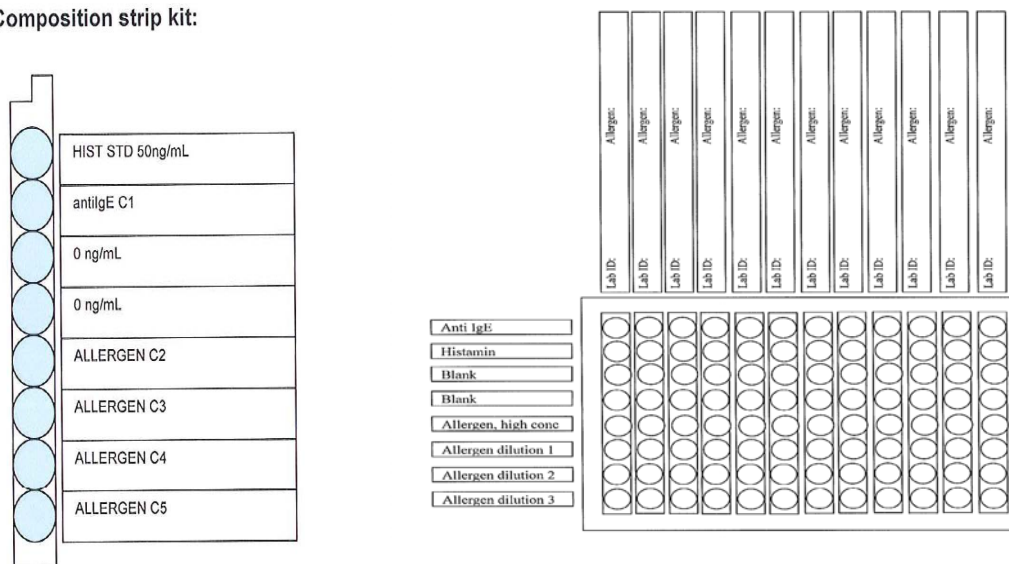 Composition strip kit:
HIST STD 50ng/mL
antiIgE C1
0 ng/mL
0 ng/mL
ALLERGEN C2
ALLERGEN C3
ALLERGEN C4
ALLERGEN C5
Allergen:
Allergen:
Allergen:
Allergen:
Allergen:
Allergen:
Allergen:
Allergen:
Allergen:
Allergen:
Allergen:
Allergen:
Lab ID:
Lab ID:
Lab ID:
Lab ID:
Lab ID:
Lab ID:
Lab ID:
Lab ID:
Lab ID:
Lab ID:
Lab ID:
Lab ID:
Anti IgE
Histamin
Blank
Blank
Allergen, high conc
Allergen dilution 1
Allergen dilution 2
Allergen dilution 3